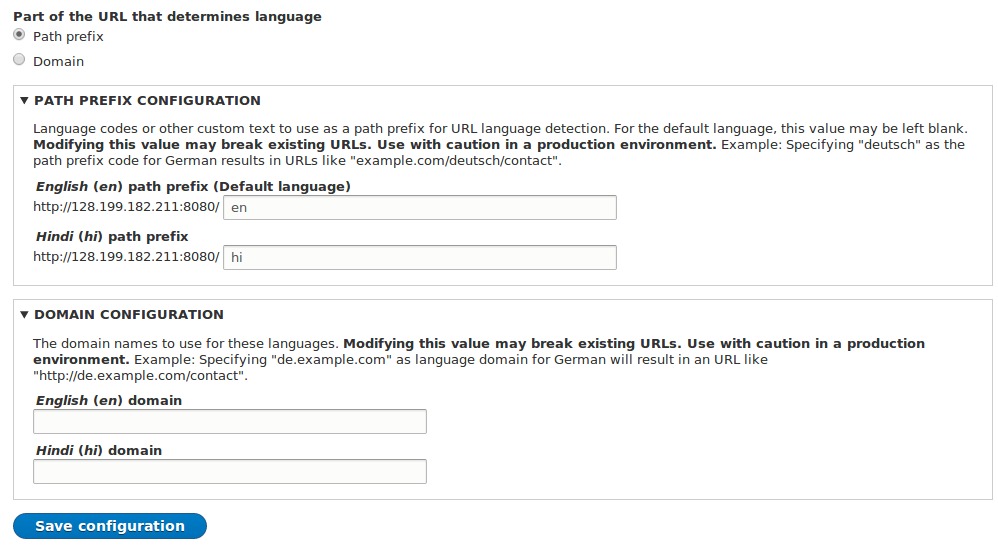 Part of the URL that determines language
Path prefix
Domain
▼ PATH PREFIX CONFIGURATION
Language codes or other custom text to use as a path prefix for URL language detection. For the default language, this value may be left blank.
Modifying this value may break existing URLs. Use with caution in a production environment. Example: Specifying "deutsch" as the
path prefix code for German results in URLs like "example.com/deutsch/contact".
English (en) path prefix (Default language)
http://128.199.182.211:8080/ en
Hindi (hi) path prefix
http://128.199.182.211:8080/ hi
▼ DOMAIN CONFIGURATION
The domain names to use for these languages. Modifying this value may break existing URLs. Use with caution in a production
environment. Example: Specifying "de.example.com" as language domain for German will result in an URL like
"http://de.example.com/contact".
English (en) domain
Hindi (hi) domain
Save configuration